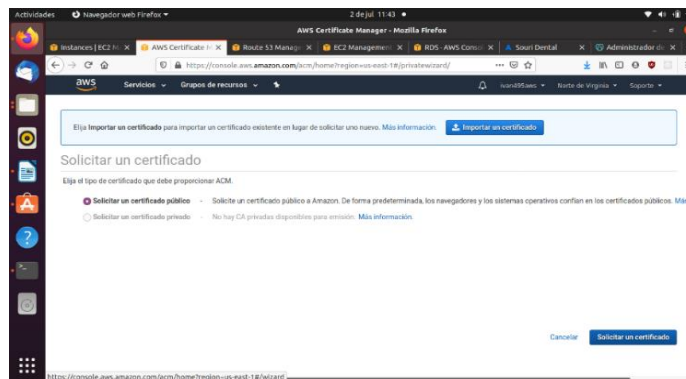 Actividades Navegador web Firefox 2 de jul 11:43
AWS Certificate Manager - Mozilla Firefox
Instances | EC2 AWS Certificate Route 53 Manag EC2 Management RDS · AWS Consol Souri Dental Administrador de
https://console.aws.amazon.com/acm/home?region=us-east-1#/privatewizard/
aws Servicios Grupos de recursos Norte de Virginia Soporte
Elija Importar un certificado para importar un certificado existente en lugar de solicitar uno nuevo. Más información. Importar un certificado
Solicitar un certificado
Elija el tipo de certificado que debe proporcionar ACM.
Solicitar un certificado público - Solicite un certificado público a Amazon. De forma predeterminada, los navegadores y los sistemas operativos confían en los certificados públicos. Más
Solicitar un certificado privado - No hay CA privadas disponibles para emisión. Más información.
Cancelar Solicitar un certificado
https://console.aws.amazon.com/acm/home?region=us-east-1#/wizard